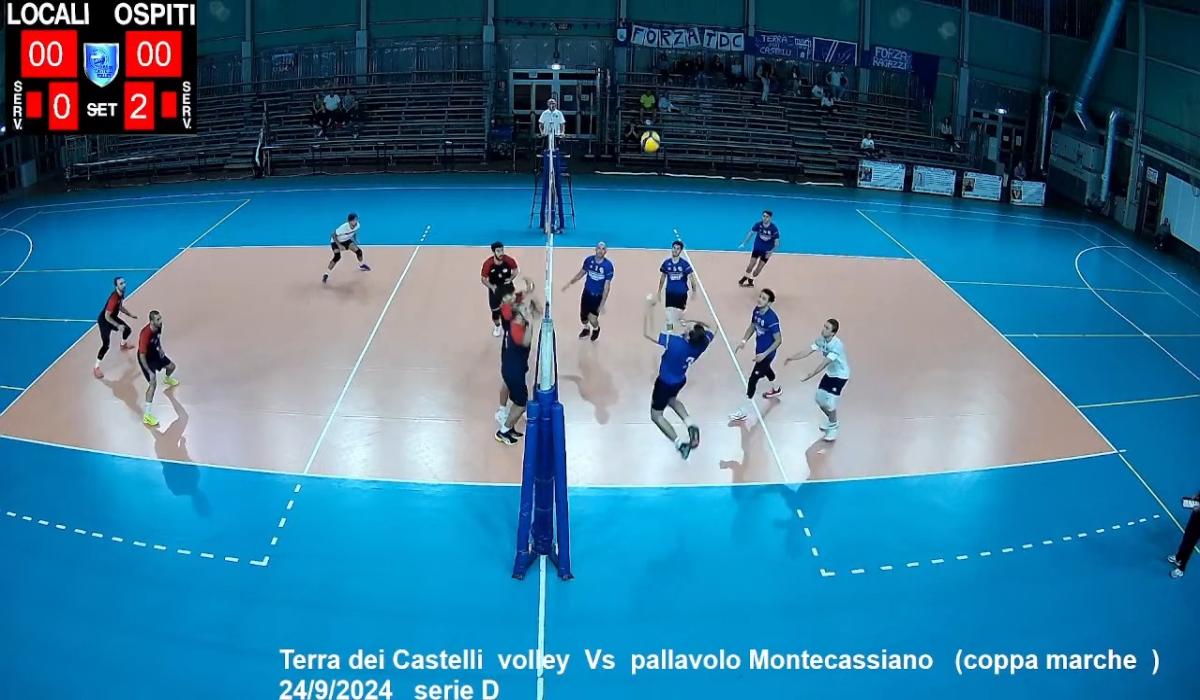 LOCALI OSPITI
00 00
SERV. 0 SET 2 SERV.
FORZA TDC
TERRA
CASTELLI
FORZA
RAGAZZI
Terra dei Castelli volley Vs pallavolo Montecassiano (coppa marche )
24/9/2024 serie D